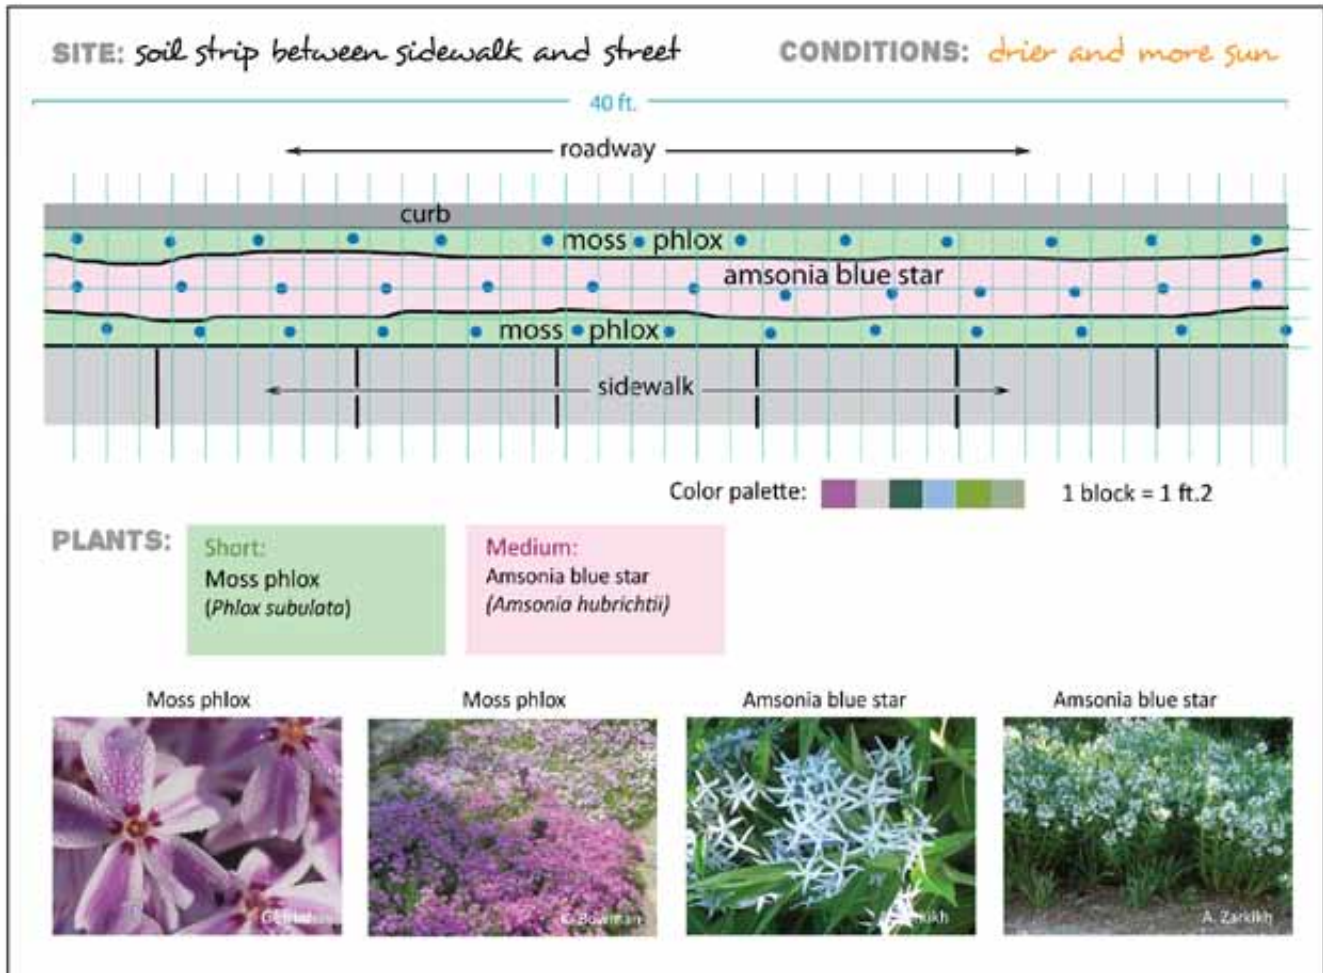 SITE: soil strip between sidewalk and street
CONDITIONS: drier and more sun
40 ft.
roadway
curb
moss phlox
amsonia blue star
moss phlox
sidewalk
Color palette:
1 block = 1 ft.2
PLANTS:
Short:
Moss phlox
(Phlox subulata)
Medium:
Amsonia blue star
(Amsonia hubrichtii)
Moss phlox
Moss phlox
Amsonia blue star
Amsonia blue star
Bowman
A. Zarkikh